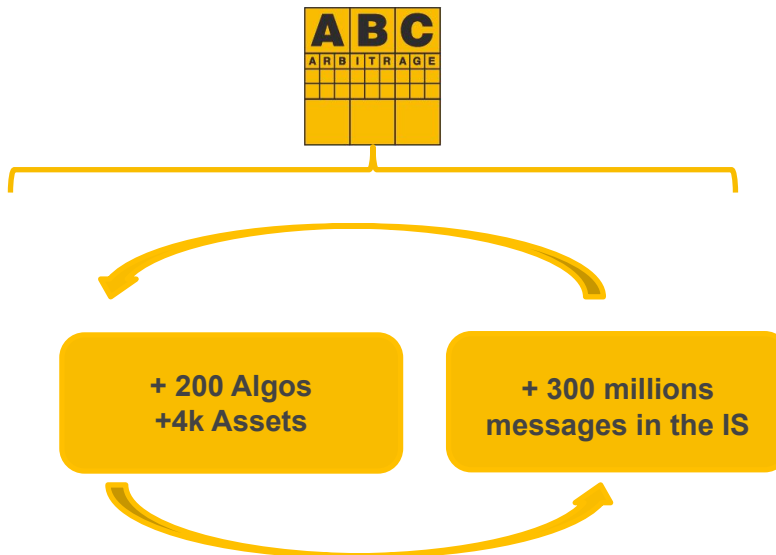 ABC
ARBITRAGE
+ 200 Algos
+4k Assets
+ 300 millions
messages in the IS